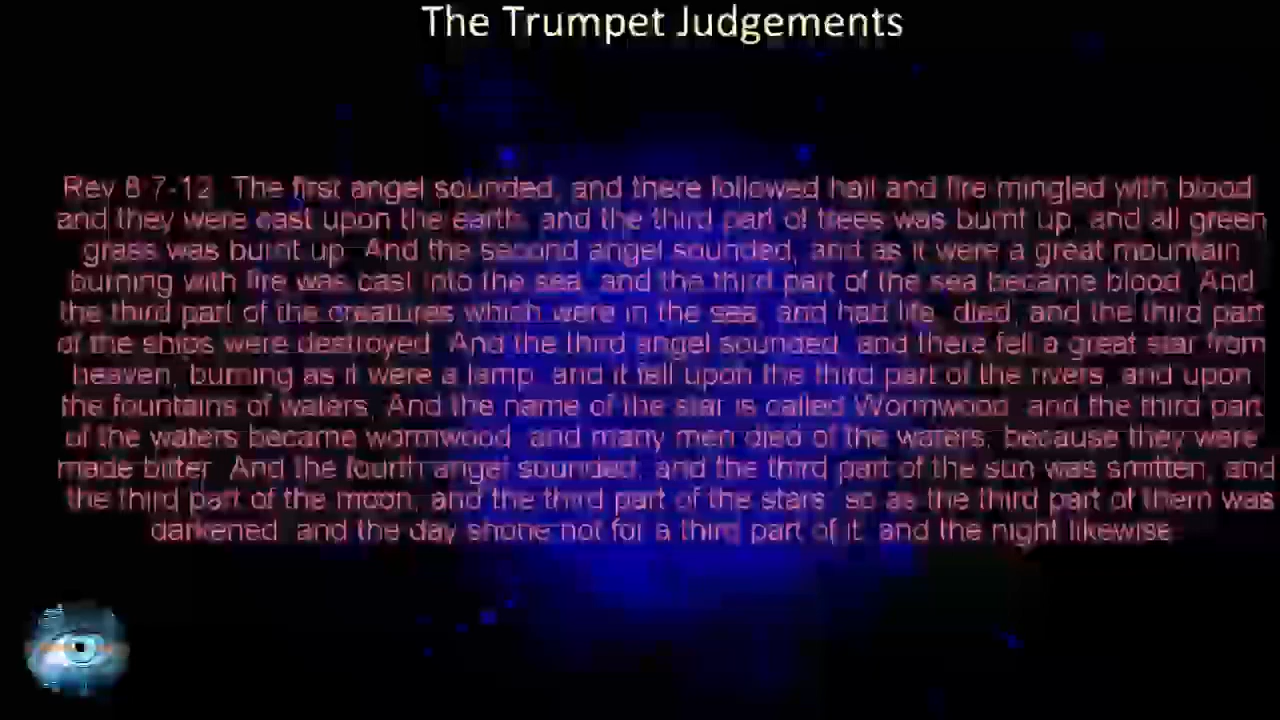 The Trumpet Judgements
Rev 8:7-12 The first angel sounded, and there followed hail and fire mingled with blood,
and they were cast upon the earth: and the third part of trees was burnt up, and all green
grass was burnt up. And the second angel sounded, and as it were a great mountain
burning with fire was cast into the sea: and the third part of the sea became blood; And
the third part of the creatures which were in the sea, and had life, died; and the third part
of the ships were destroyed. And the third angel sounded, and there fell a great star from
heaven, burning as it were a lamp, and it fell upon the third part of the rivers, and upon
the fountains of waters; And the name of the star is called Wormwood: and the third part
of the waters became wormwood; and many men died of the waters, because they were
made bitter. And the fourth angel sounded, and the third part of the sun was smitten, and
the third part of the moon, and the third part of the stars; so as the third part of them was
darkened, and the day shone not for a third part of it, and the night likewise.